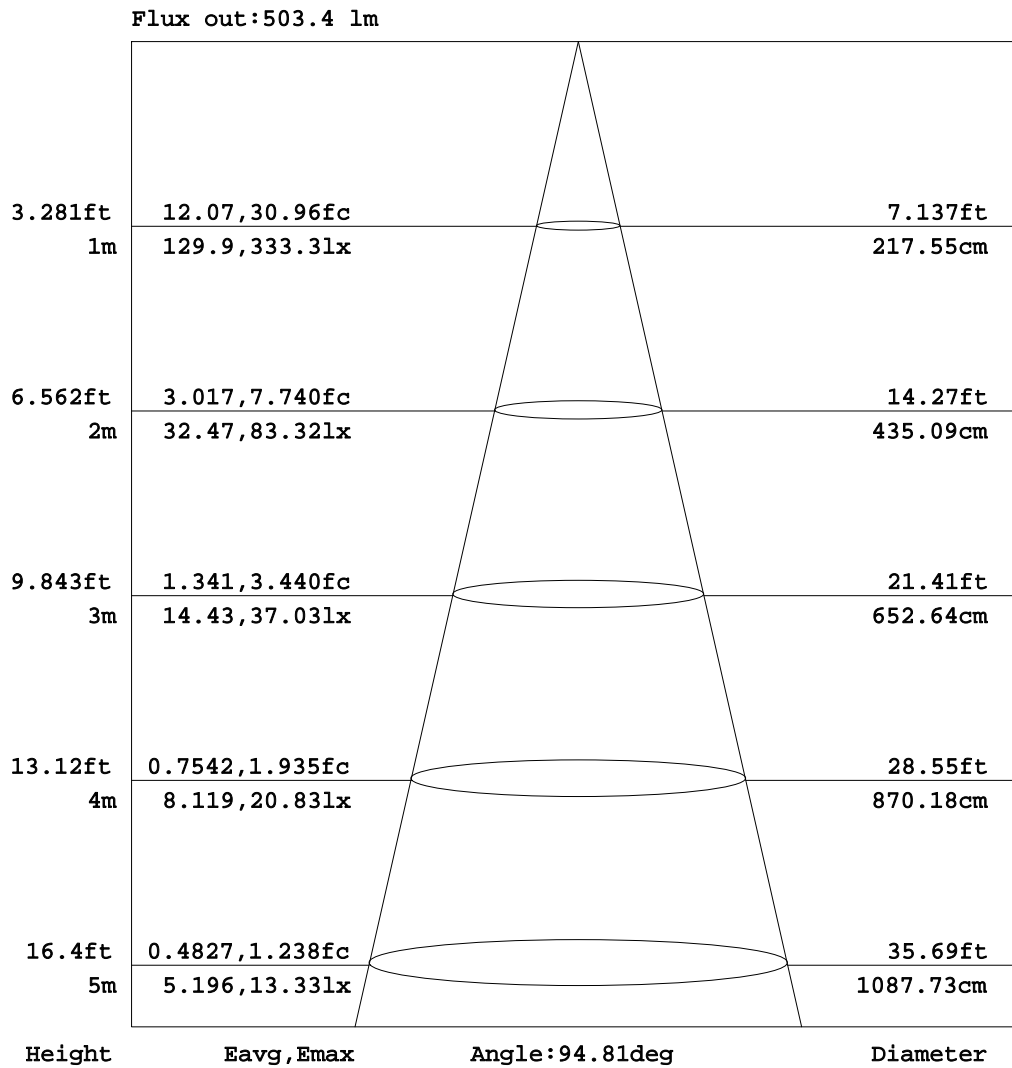 Flux out:503.4 lm
3.281ft 12.07,30.96fc 7.137ft
1m 129.9,333.3lx 217.55cm
6.562ft 3.017,7.740fc 14.27ft
2m 32.47,83.32lx 435.09cm
9.843ft 1.341,3.440fc 21.41ft
3m 14.43,37.03lx 652.64cm
13.12ft 0.7542,1.935fc 28.55ft
4m 8.119,20.83lx 870.18cm
16.4ft 0.4827,1.238fc 35.69ft
5m 5.196,13.33lx 1087.73cm
Height Eavg,Emax Angle:94.81deg Diameter